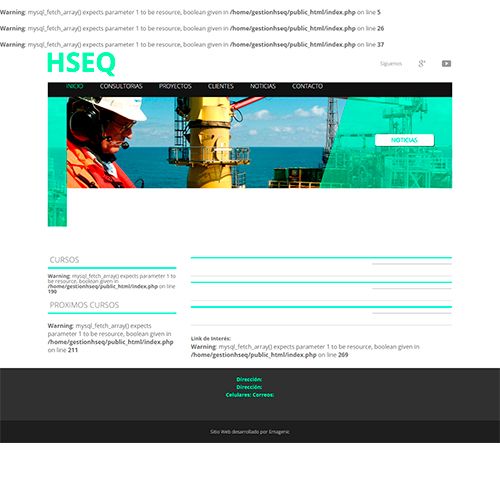 Warning: mysql_fetch_array() expects parameter 1 to be resource, boolean given in /home/gestionhseq/public_html/index.php on line 5
Warning: mysql_fetch_array() expects parameter 1 to be resource, boolean given in /home/gestionhseq/public_html/index.php on line 26
Warning: mysql_fetch_array() expects parameter 1 to be resource, boolean given in /home/gestionhseq/public_html/index.php on line 37
HSEQ
Síguenos
INICIO CONSULTORIAS PROYECTOS CLIENTES NOTICIAS CONTACTO
NOTICIAS
CURSOS
Warning: mysql_fetch_array() expects parameter 1 to
be resource, boolean given in
/home/gestionhseq/public_html/index.php on line
190
PROXIMOS CURSOS
Warning: mysql_fetch_array() expects
parameter 1 to be resource, boolean given in
/home/gestionhseq/public_html/index.php
on line 211
Link de Interés:
Warning: mysql_fetch_array() expects parameter 1 to be resource, boolean given in
/home/gestionhseq/public_html/index.php on line 269
Dirección:
Dirección:
Celulares: Correos:
Sitio Web desarrollado por Emagenic